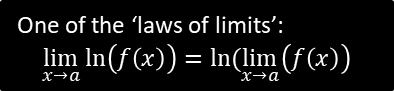 One of the ‘laws of limits’:
lim ln(f(x)) = ln(lim (f(x))
x→a x→a